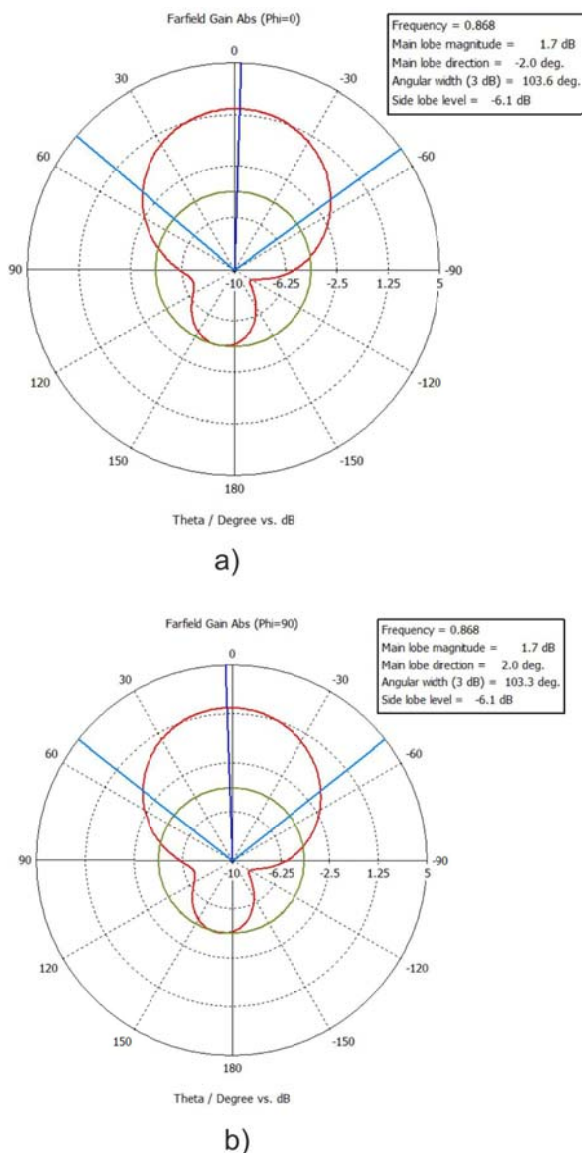 Farfield Gain Abs (Phi=0)
Frequency = 0.868
Main lobe magnitude = 1.7 dB
Main lobe direction = -2.0 deg.
Angular width (3 dB) = 103.6 deg.
Side lobe level = -6.1 dB
0
30 -30
60 -60
90 -10 -6.25 -2.5 1.25 5 -90
120 -120
150 -150
180
Theta / Degree vs. dB
a)
Farfield Gain Abs (Phi=90)
Frequency = 0.868
Main lobe magnitude = 1.7 dB
Main lobe direction = 2.0 deg.
Angular width (3 dB) = 103.3 deg.
Side lobe level = -6.1 dB
0
30 -30
60 -60
90 -10 -6.25 -2.5 1.25 5 -90
120 -120
150 -150
180
Theta / Degree vs. dB
b)